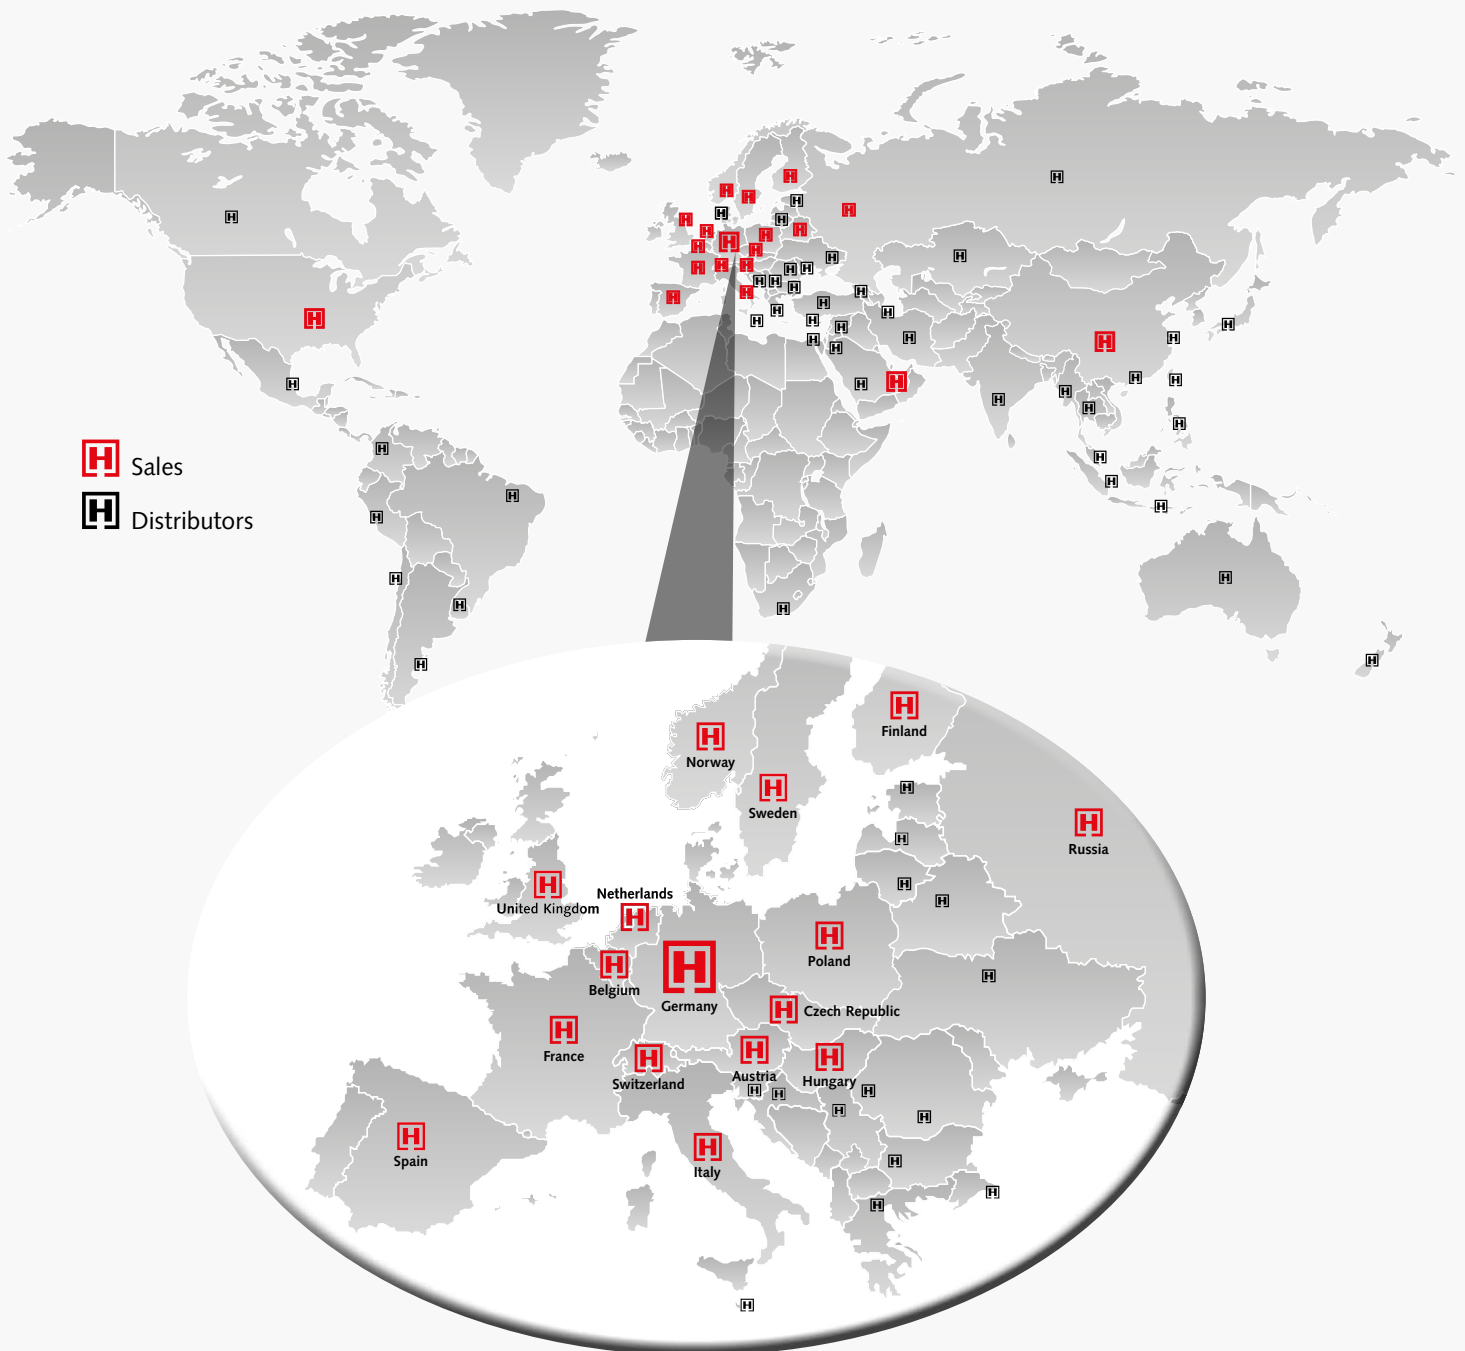 Sales
Distributors
Finland
Norway
Sweden
Russia
Netherlands
United Kingdom
Poland
Belgium
Germany
Czech Republic
France
Austria
Hungary
Switzerland
Spain
Italy